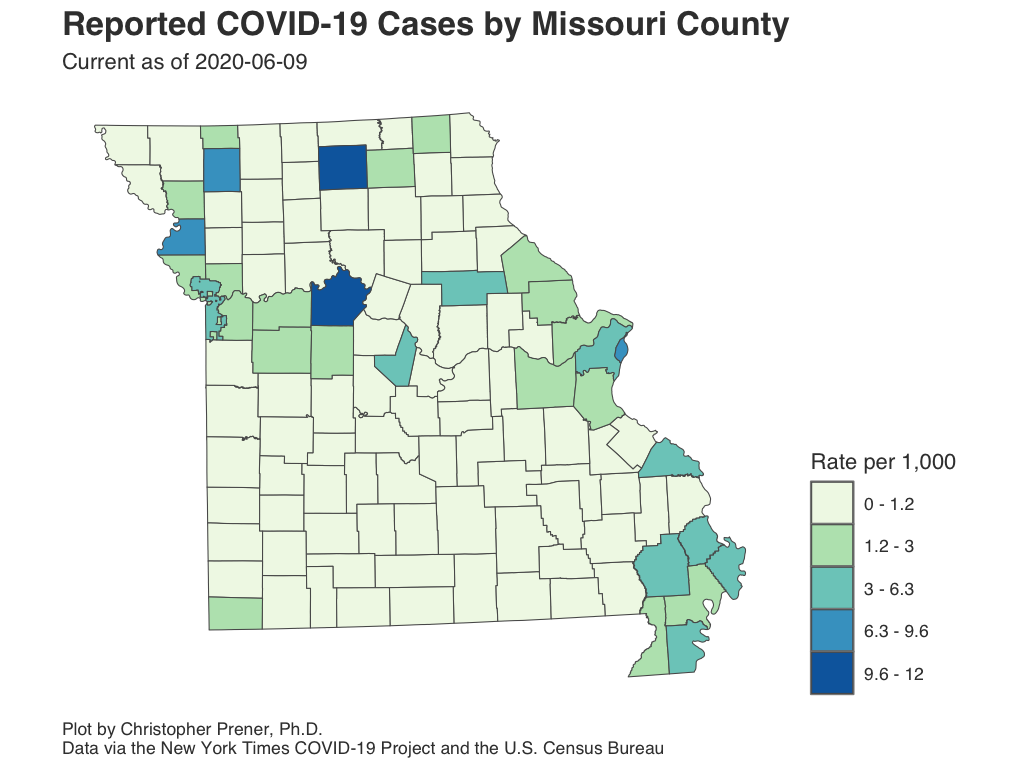 Reported COVID-19 Cases by Missouri County
Current as of 2020-06-09
Rate per 1,000
0 - 1.2
1.2 - 3
3 - 6.3
6.3 - 9.6
9.6 - 12
Plot by Christopher Prener, Ph.D.
Data via the New York Times COVID-19 Project and the U.S. Census Bureau